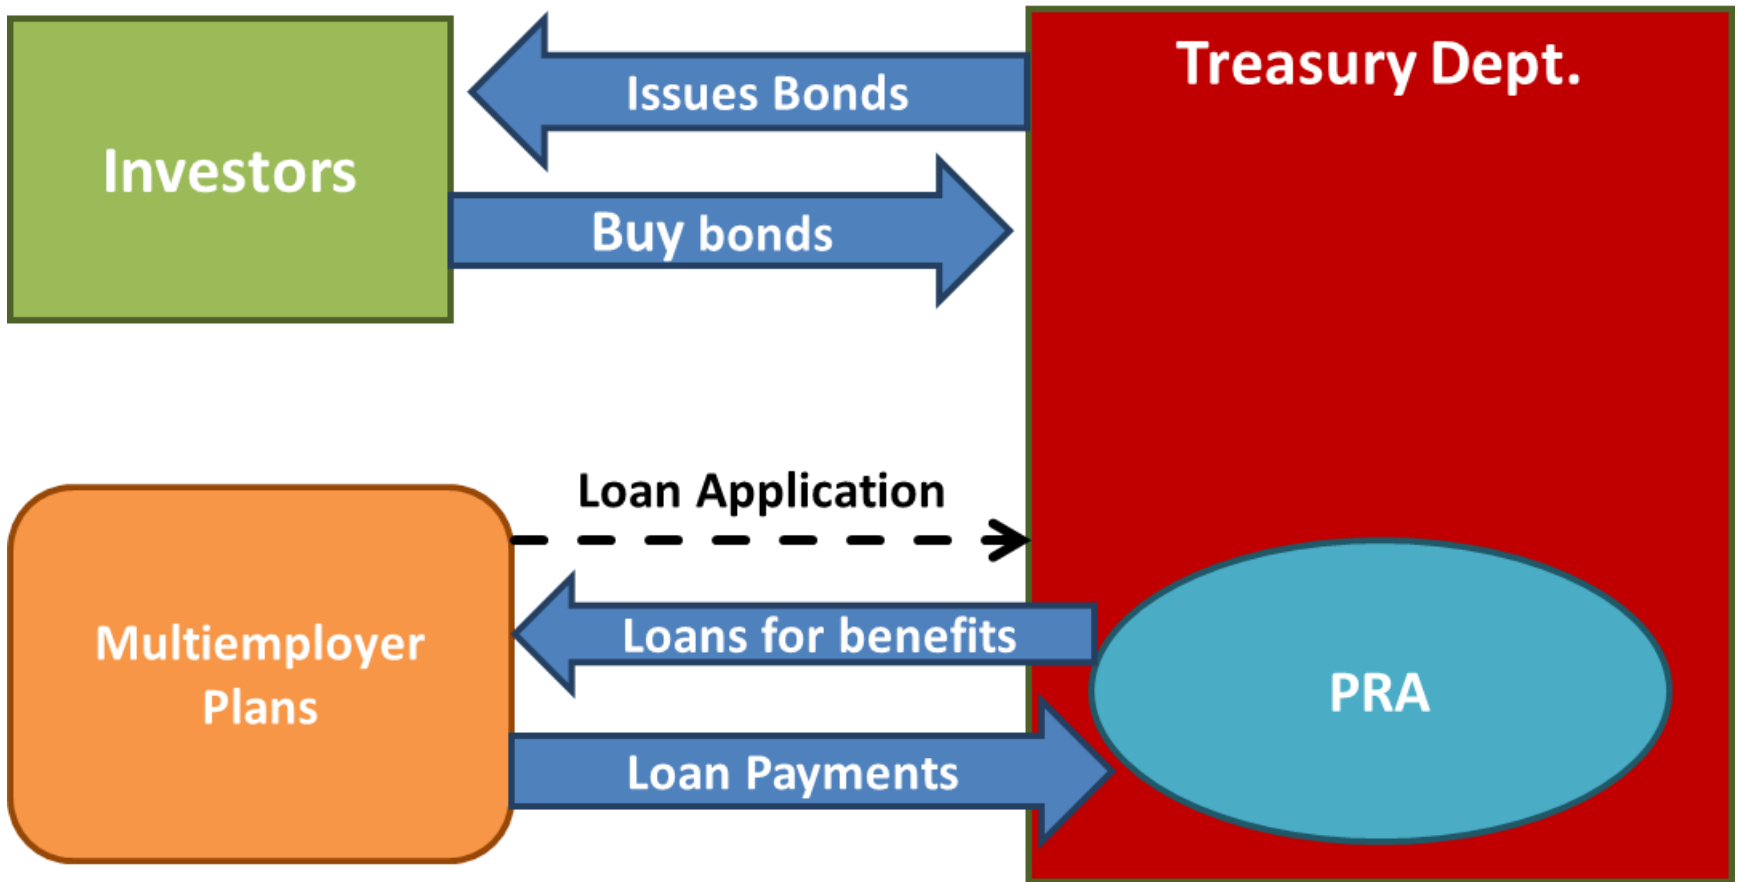 Treasury Dept.
Issues Bonds
Investors
Buy bonds
Loan Application
Loans for benefits
Multiemployer
Plans
PRA
Loan Payments